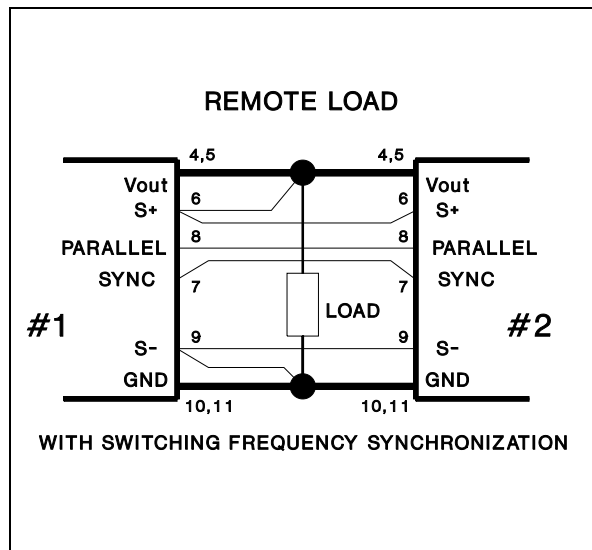 REMOTE LOAD
4,5 4,5
Vout Vout
6 6
S+ S+
8 8
PARALLEL PARALLEL
SYNC SYNC
7 7
LOAD
#1 #2
9 9
S- S-
GND GND
10,11 10,11
WITH SWITCHING FREQUENCY SYNCHRONIZATION